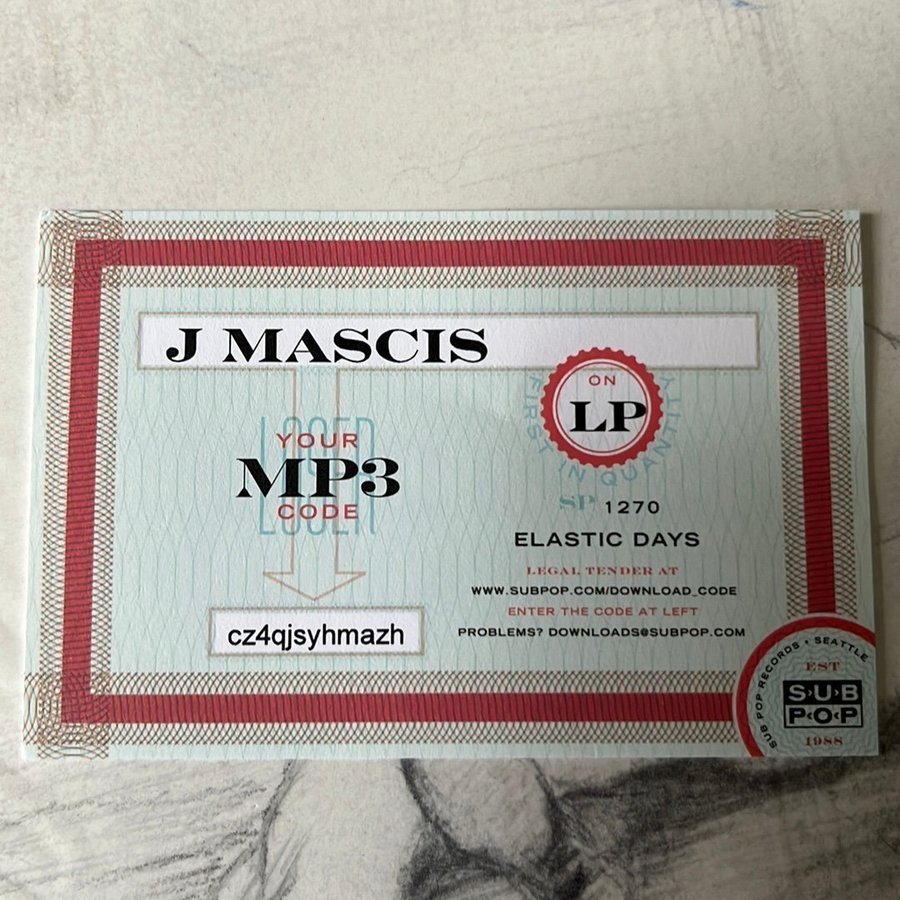 J MASCIS
ON
LP
FIRST IN QUANTITY
LOSER
YOUR
MP3
CODE
LOSER
SP 1270
ELASTIC DAYS
LEGAL TENDER AT
WWW.SUBPOP.COM/DOWNLOAD_CODE
ENTER THE CODE AT LEFT
PROBLEMS? DOWNLOADS@SUBPOP.COM
cz4qjsyhmazh
SUB POP RECORDS • SEATTLE
EST
SUB
POP
1988